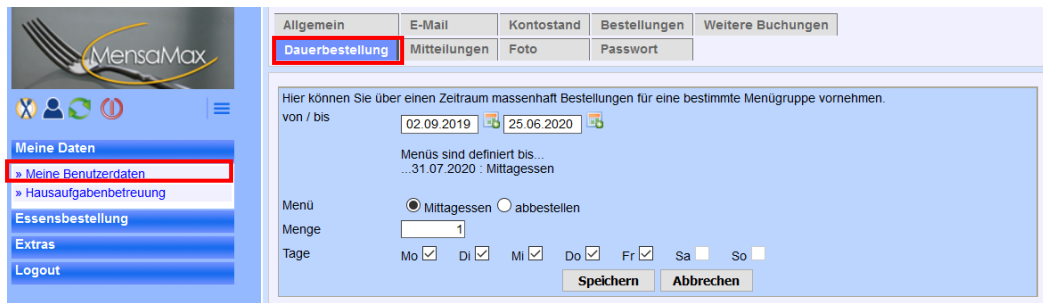 MensaMax
Meine Daten
» Meine Benutzerdaten
» Hausaufgabenbetreuung
Essensbestellung
Extras
Logout
Allgemein E-Mail Kontostand Bestellungen Weitere Buchungen
Dauerbestellung Mitteilungen Foto Passwort
Hier können Sie über einen Zeitraum massenhaft Bestellungen für eine bestimmte Menügruppe vornehmen.
von / bis 02.09.2019 25.06.2020
Menüs sind definiert bis...
...31.07.2020 : Mittagessen
Menü Mittagessen abbestellen
Menge 1
Tage Mo Di Mi Do Fr Sa So
Speichern Abbrechen